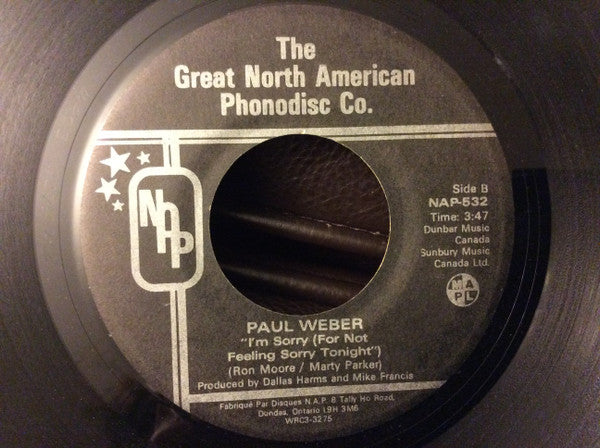 The
Great North American
Phonodisc Co.
NAP
Side B
NAP-532
Time: 3:47
Dunbar Music
Canada
Sunbury Music
Canada Ltd.
M A
P L
PAUL WEBER
"I'm Sorry (For Not
Feeling Sorry Tonight")
(Ron Moore / Marty Parker)
Produced by Dallas Harms and Mike Francis
Fabriqué Par Disques N.A.P. 8 Tally Ho Road,
Dundas, Ontario L9H 3M6
WRC3-3275